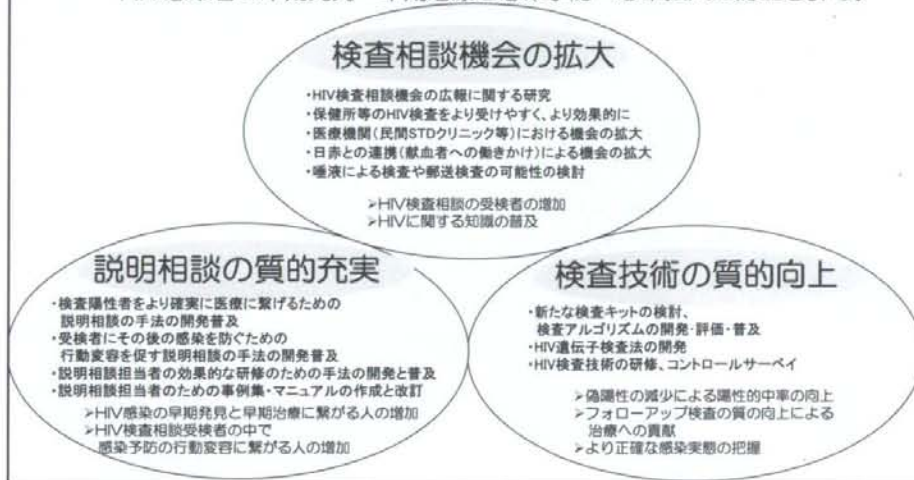 検査相談機会の拡大
・HIV検査相談機会の広報に関する研究
・保健所等のHIV検査をより受けやすく、より効果的に
・医療機関(民間STDクリニック等)における機会の拡大
・日赤との連携(献血者への働きかけ)による機会の拡大
・唾液による検査や郵送検査の可能性の検討
➢HIV検査相談の受検者の増加
➢HIVに関する知識の普及
説明相談の質的充実
・検査陽性者をより確実に医療に繋げるための
説明相談の手法の開発普及
・受検者にその後の感染を防ぐための
行動変容を促す説明相談の手法の開発普及
・説明相談担当者の効果的な研修のための手法の開発と普及
・説明相談担当者のための事例集・マニュアルの作成と改訂
➢HIV感染の早期発見と早期治療に繋がる人の増加
➢HIV検査相談受検者の中で
感染予防の行動変容に繋がる人の増加
検査技術の質的向上
・新たな検査キットの検討、
検査アルゴリズムの開発・評価・普及
・HIV遺伝子検査法の開発
・HIV検査技術の研修、コントロールサーベイ
➢偽陽性の減少による陽性的中率の向上
➢フォローアップ検査の質の向上による
治療への貢献
➢より正確な感染実態の把握